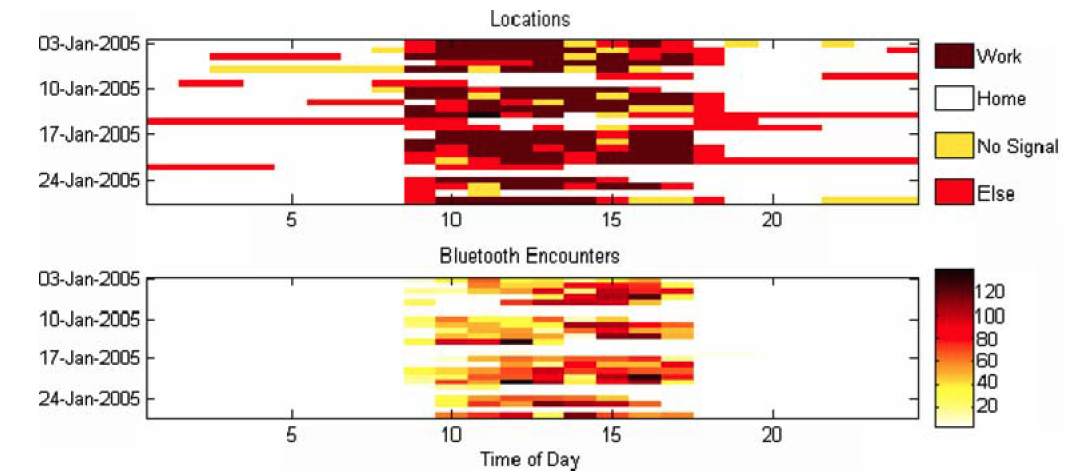 Locations
03-Jan-2005
10-Jan-2005
17-Jan-2005
24-Jan-2005
5 10 15 20
Work
Home
No Signal
Else
Bluetooth Encounters
03-Jan-2005
10-Jan-2005
17-Jan-2005
24-Jan-2005
5 10 15 20
Time of Day
120
100
80
60
40
20